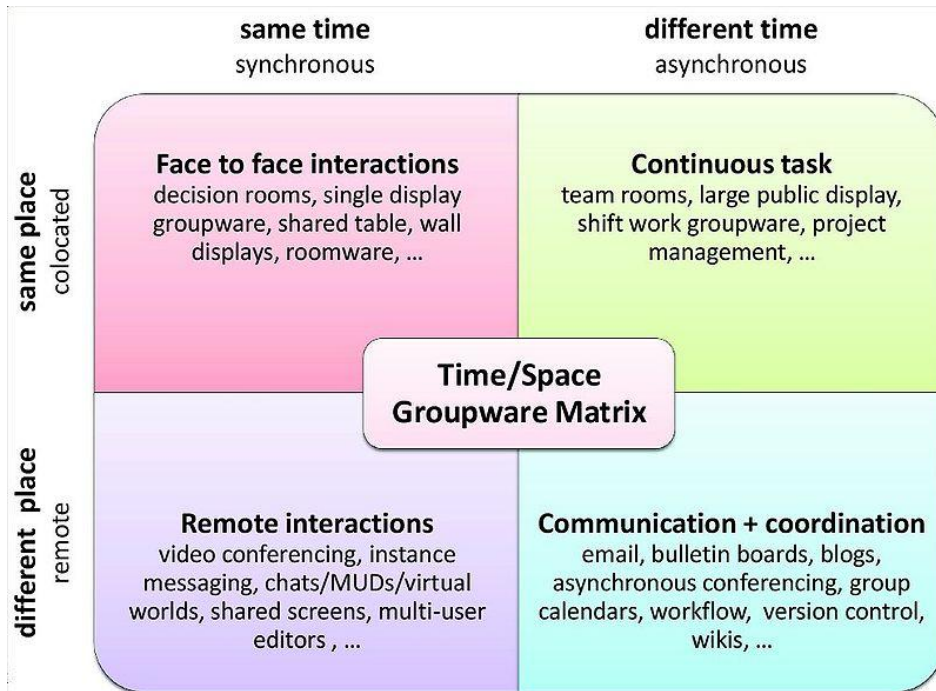 same time
synchronous
different time
asynchronous
same place
colocated
Face to face interactions
decision rooms, single display
groupware, shared table, wall
displays, roomware, ...
Continuous task
team rooms, large public display,
shift work groupware, project
management, ...
Time/Space
Groupware Matrix
different place
remote
Remote interactions
video conferencing, instance
messaging, chats/MUDs/virtual
worlds, shared screens, multi-user
editors , ...
Communication + coordination
email, bulletin boards, blogs,
asynchronous conferencing, group
calendars, workflow, version control,
wikis, ...